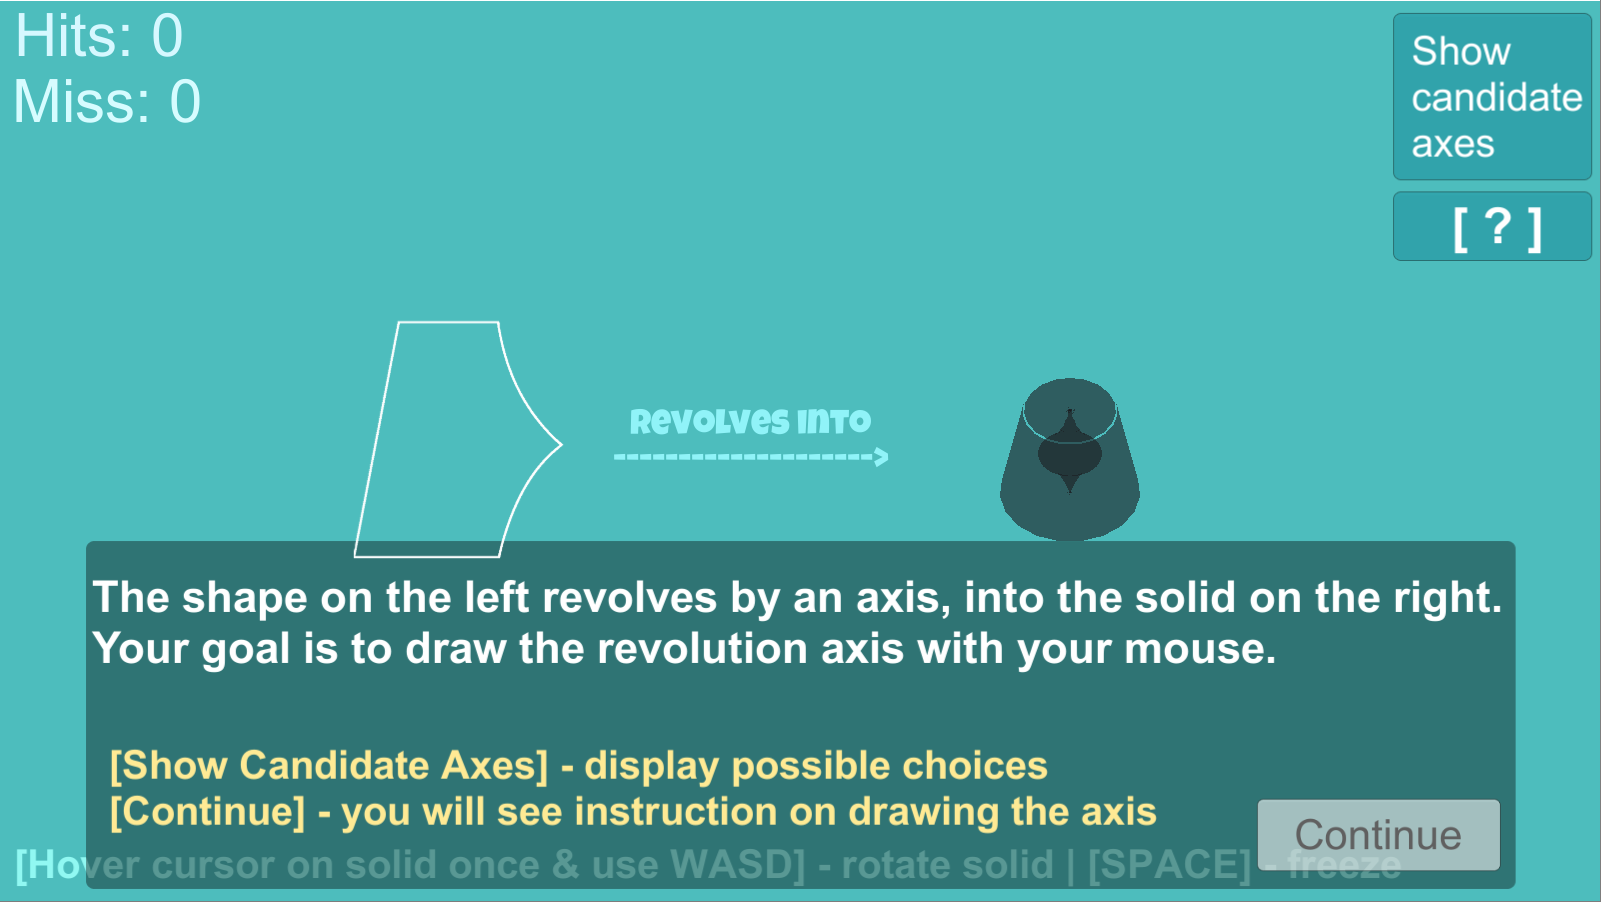 Hits: 0
Miss: 0
Show
candidate
axes
[ ? ]
REVOLVES INTO
The shape on the left revolves by an axis, into the solid on the right.
Your goal is to draw the revolution axis with your mouse.
[Show Candidate Axes] - display possible choices
[Continue] - you will see instruction on drawing the axis
Continue
[Hover cursor on solid once & use WASD] - rotate solid | [SPACE] - freeze